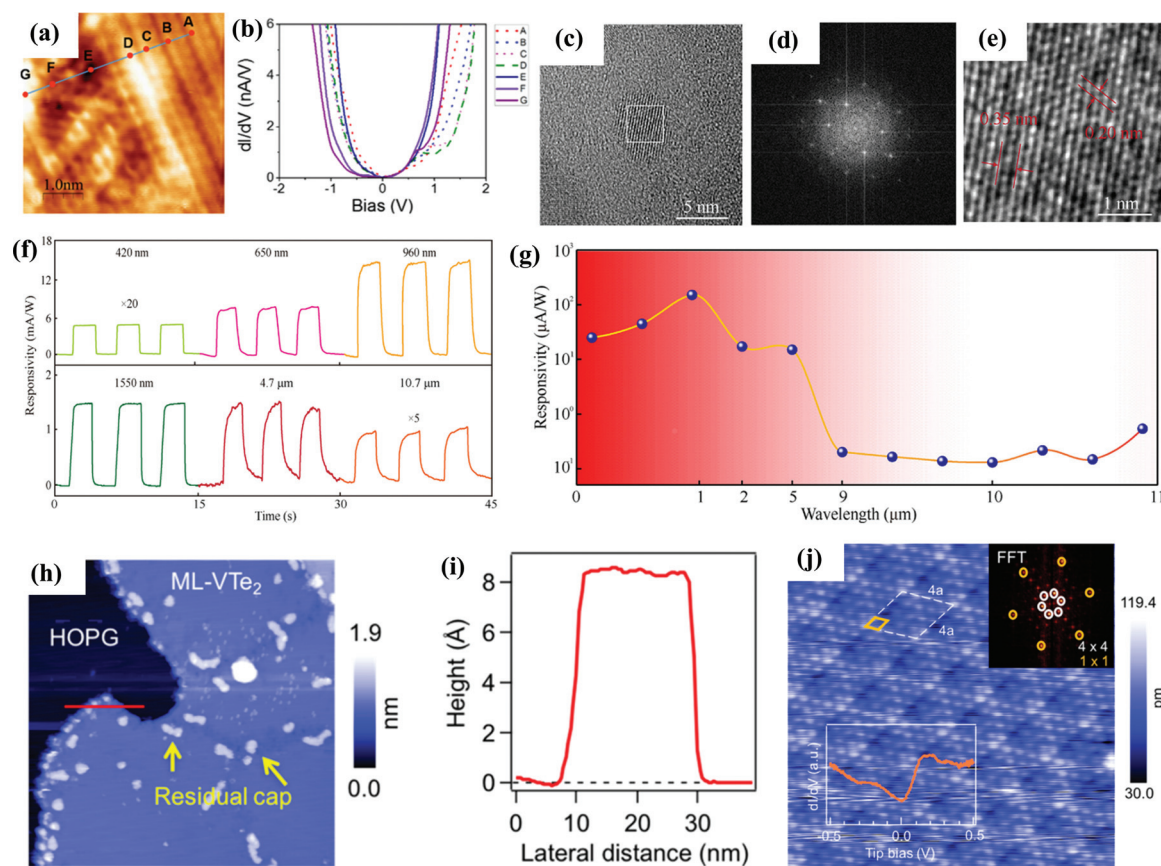 (a)
A
B
C
D
E
F
G
1.0nm
(b)
dI/dV (nA/V)
6
4
2
0
-2 -1 0 1 2
Bias (V)
A
B
C
D
E
F
G
(c)
5 nm
(d)
(e)
0.35 nm
0.20 nm
1 nm
(f)
Responsivity (mA/W)
18
12
6
0
420 nm 650 nm 960 nm
×20
2
1
0
1550 nm 4.7 μm 10.7 μm
×5
0 15 30 45
Time (s)
(g)
Responsivity (μA/W)
10³
10²
10¹
10⁰
10¹
0 1 2 5 9 10 11
Wavelength (μm)
(h)
ML-VTe₂
HOPG
Residual cap
1.9
nm
0.0
(i)
Height (Å)
8
6
4
2
0
0 10 20 30
Lateral distance (nm)
(j)
4a
4a
FFT
4 x 4
1 x 1
119.4
pm
30.0
dI/dV (a.u.)
-0.5 0.0 0.5
Tip bias (V)